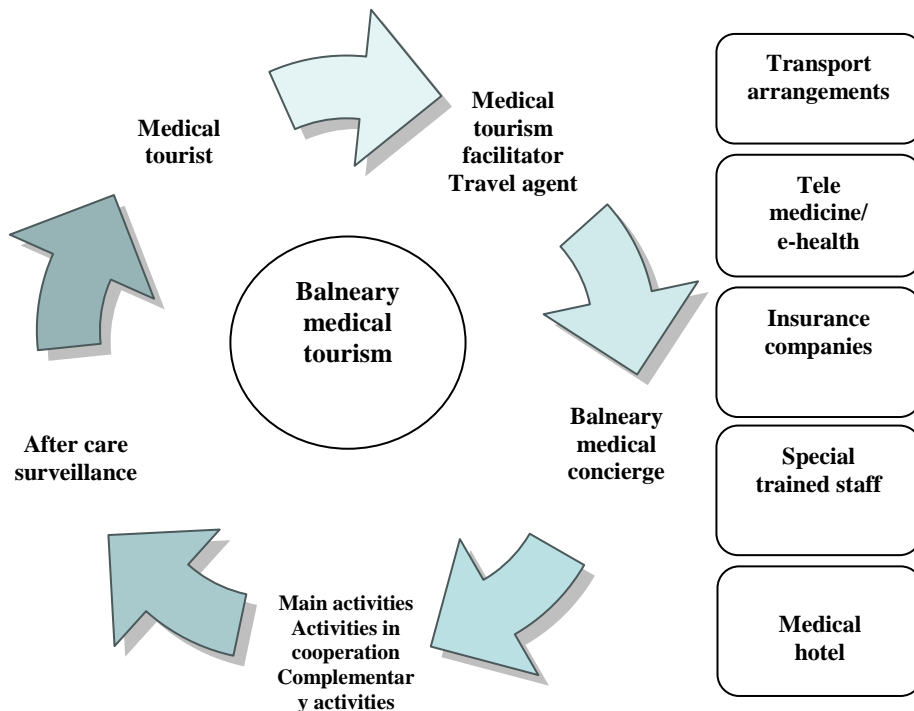 Medical
tourist
Medical
tourism
facilitator
Travel agent
Balneary
medical
tourism
Balneary
medical
concierge
Main activities
Activities in
cooperation
Complementar
y activities
After care
surveillance
Transport
arrangements
Tele
medicine/
e-health
Insurance
companies
Special
trained staff
Medical
hotel